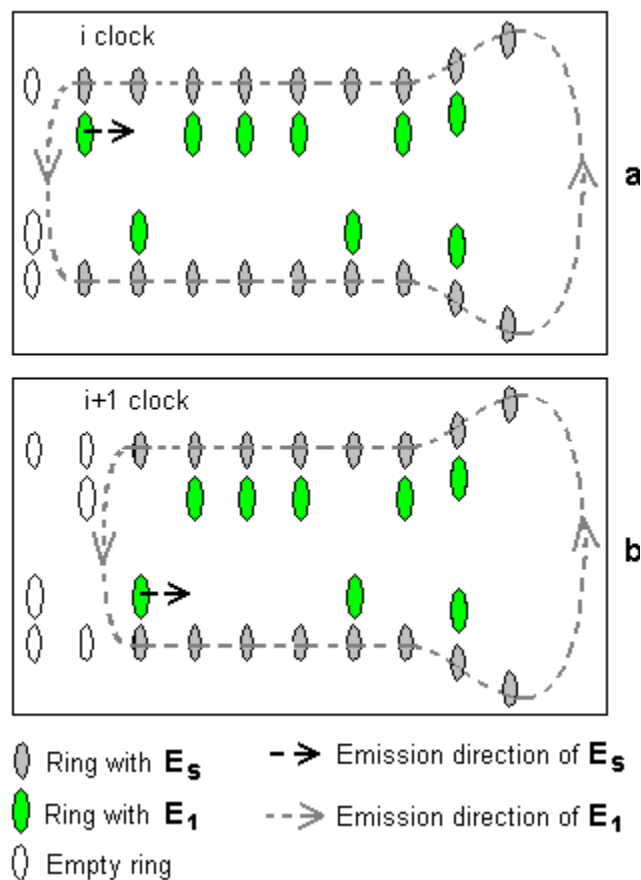 i clock
a
i+1 clock
b
Ring with Es
Emission direction of Es
Ring with E1
Emission direction of E1
Empty ring